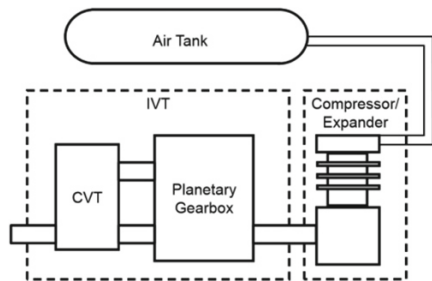 Air Tank
IVT
Compressor/
Expander
CVT
Planetary
Gearbox